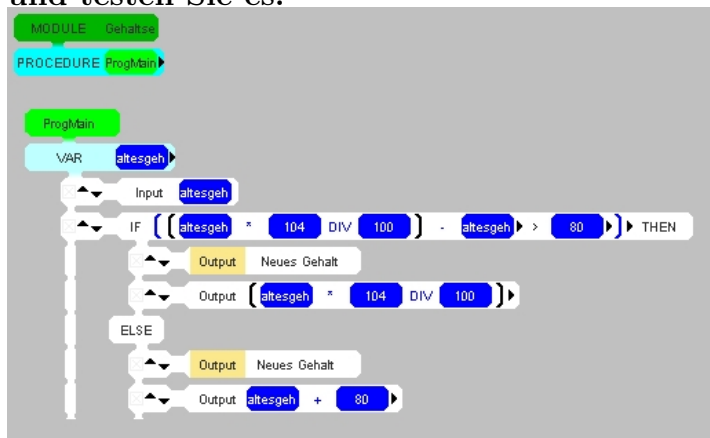 und testen Sie es.
MODULE Gehaltse
PROCEDURE ProgMain
ProgMain
VAR altesgeh
Input altesgeh
IF ( ( altesgeh * 104 DIV 100 ) - altesgeh > 80 ) THEN
Output Neues Gehalt
Output ( altesgeh * 104 DIV 100 )
ELSE
Output Neues Gehalt
Output altesgeh + 80